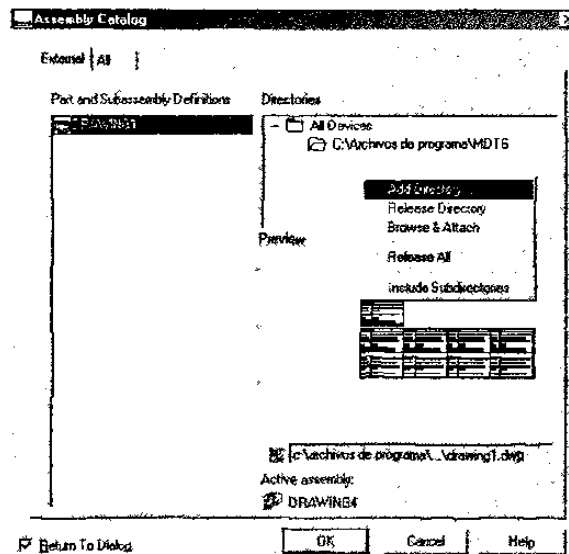 Assembly Catalog
External All
Part and Subassembly Definitions
DRAWING1
Directories
All Devices
C:\Archivos de programa\MDT6
Add Directory...
Release Directory
Browse & Attach
Release All
Include Subdirectories
Preview
c:\archivos de programa\...\drawing1.dwg
Active assembly:
DRAWING4
Return To Dialog
OK Cancel Help